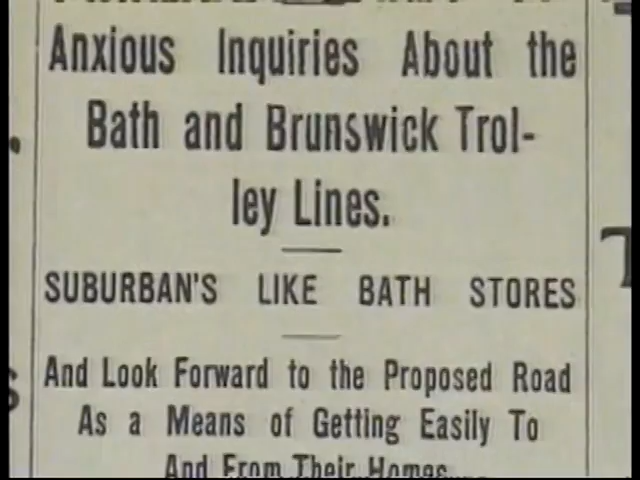 Anxious Inquiries About the
Bath and Brunswick Trol-
ley Lines.
SUBURBAN'S LIKE BATH STORES
And Look Forward to the Proposed Road
As a Means of Getting Easily To
And From Their Homes.